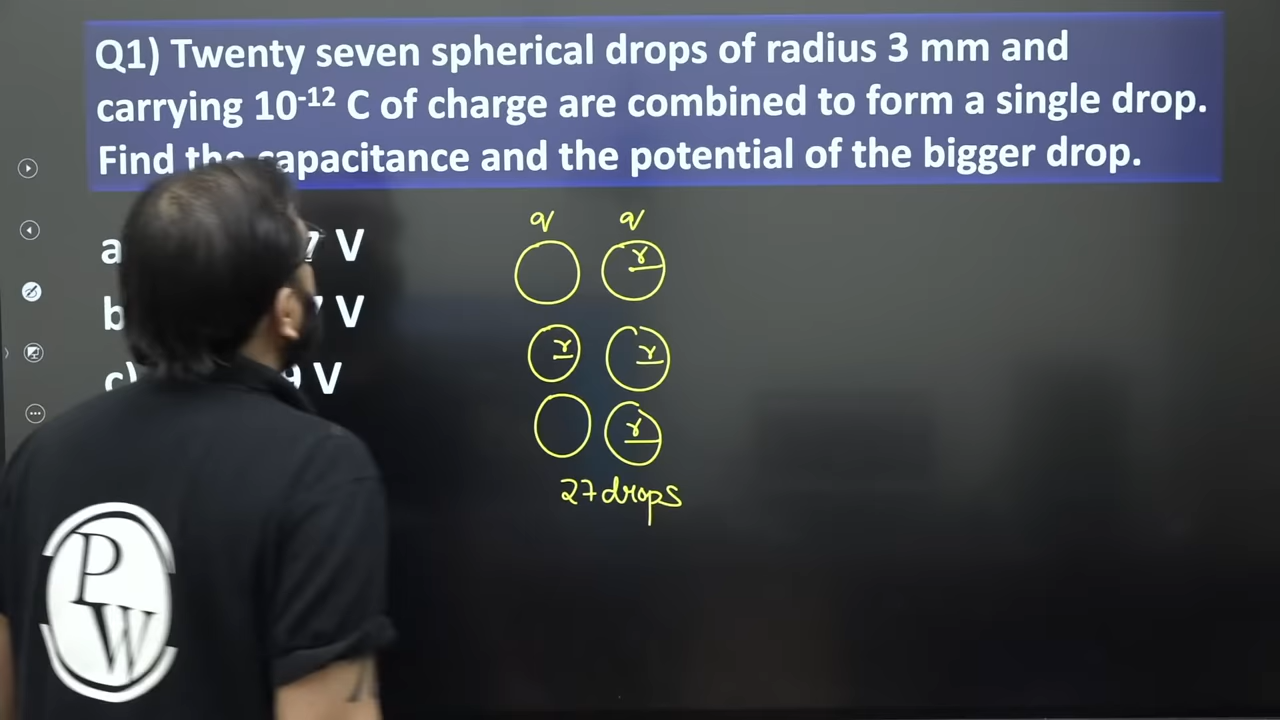 Q1) Twenty seven spherical drops of radius 3 mm and
carrying 10⁻¹² C of charge are combined to form a single drop.
Find the capacitance and the potential of the bigger drop.
a V
b V
c) 9 V
q q
r
r r
r
27 drops
P
W